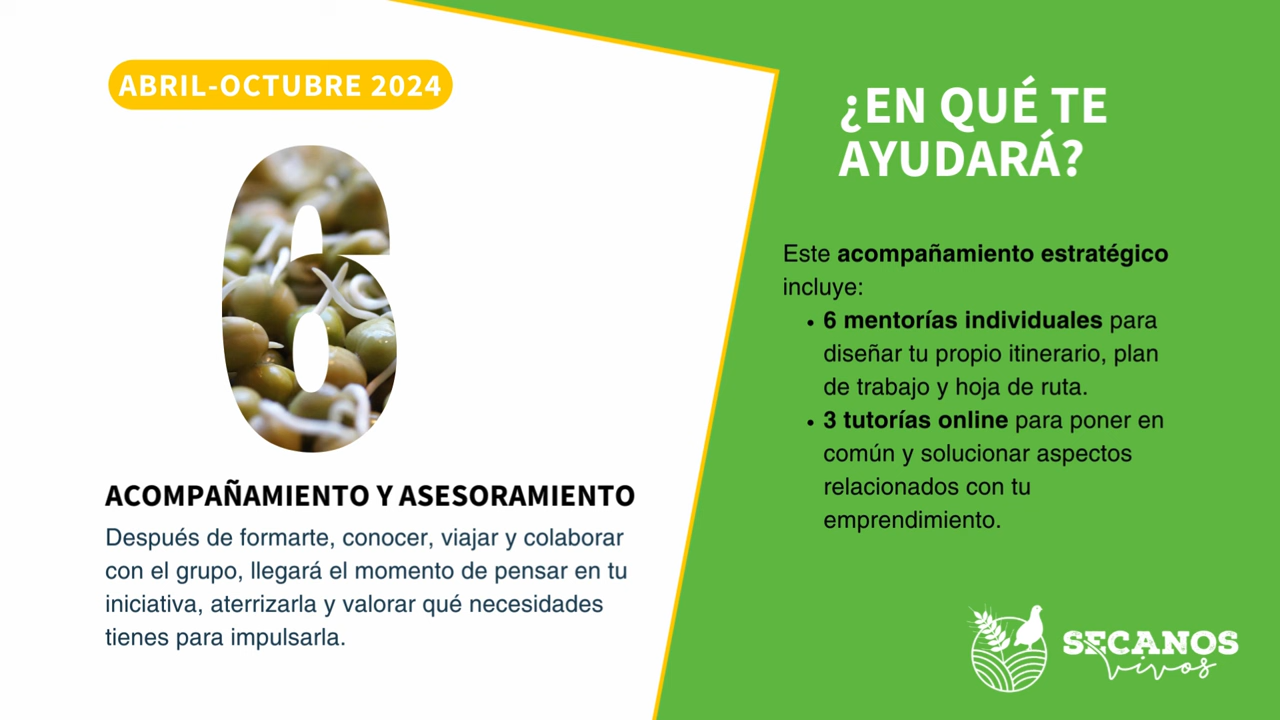 ABRIL-OCTUBRE 2024
6
ACOMPAÑAMIENTO Y ASESORAMIENTO
Después de formarte, conocer, viajar y colaborar
con el grupo, llegará el momento de pensar en tu
iniciativa, aterrizarla y valorar qué necesidades
tienes para impulsarla.
¿EN QUÉ TE
AYUDARÁ?
Este acompañamiento estratégico
incluye:
• 6 mentorías individuales para
diseñar tu propio itinerario, plan
de trabajo y hoja de ruta.
• 3 tutorías online para poner en
común y solucionar aspectos
relacionados con tu
emprendimiento.
SECANOS
vivos